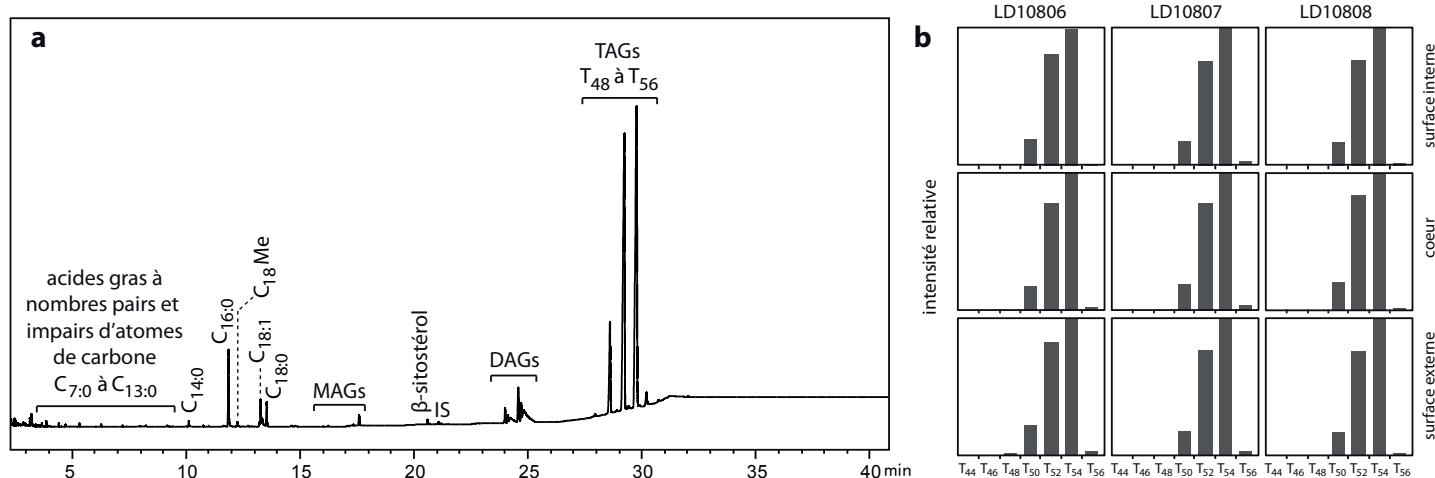 a
TAGs
T48 à T56
acides gras à
nombres pairs et
impairs d'atomes
de carbone
C7:0 à C13:0
C14:0
C16:0
C18Me
C18:1
C18:0
MAGs
β-sitostérol
IS
DAGs
5 10 15 20 25 30 35 40 min
b
LD10806 LD10807 LD10808
intensité relative
surface interne
coeur
surface externe
T44 T46 T48 T50 T52 T54 T56 T44 T46 T48 T50 T52 T54 T56 T44 T46 T48 T50 T52 T54 T56